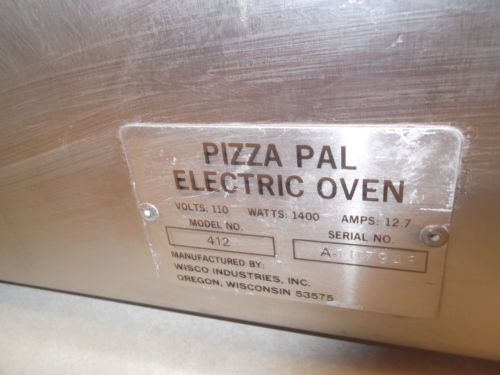 PIZZA PAL
ELECTRIC OVEN
VOLTS: 110 WATTS: 1400 AMPS: 12.7
MODEL NO. SERIAL NO.
412
MANUFACTURED BY:
WISCO INDUSTRIES, INC.
OREGON, WISCONSIN 53575